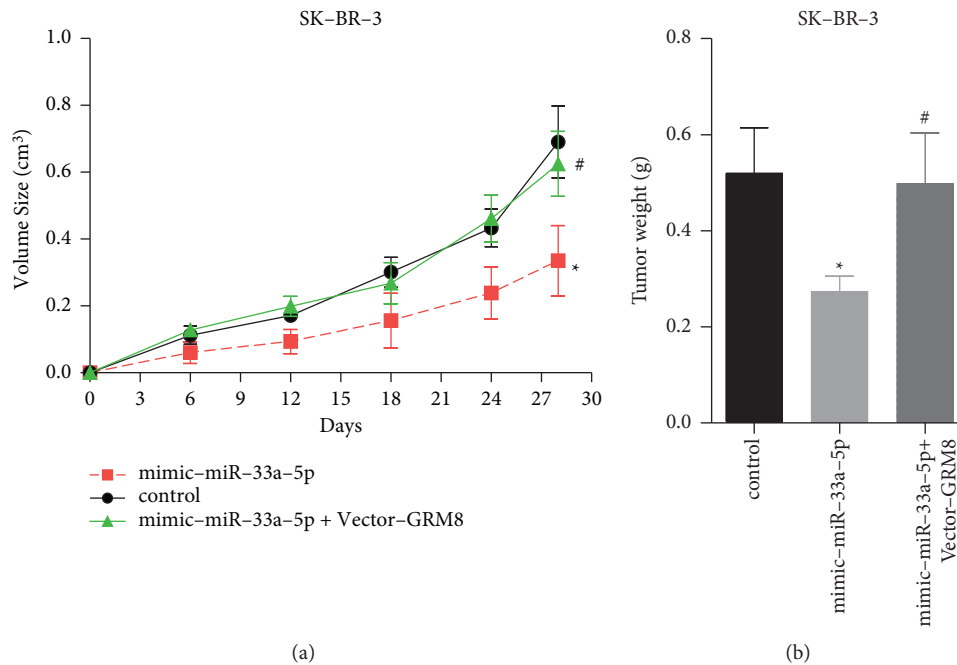 SK–BR–3
Volume Size (cm³)
1.0
0.8
0.6
0.4
0.2
0.0
#
*
0 3 6 12 18 24 27 30
Days
mimic–miR–33a–5p
control
mimic–miR–33a–5p + Vector–GRM8
(a)
SK–BR–3
Tumor weight (g)
0.8
0.6
0.4
0.2
0.0
*
#
control
mimic–miR–33a–5p
mimic–miR–33a–5p+
Vector–GRM8
(b)